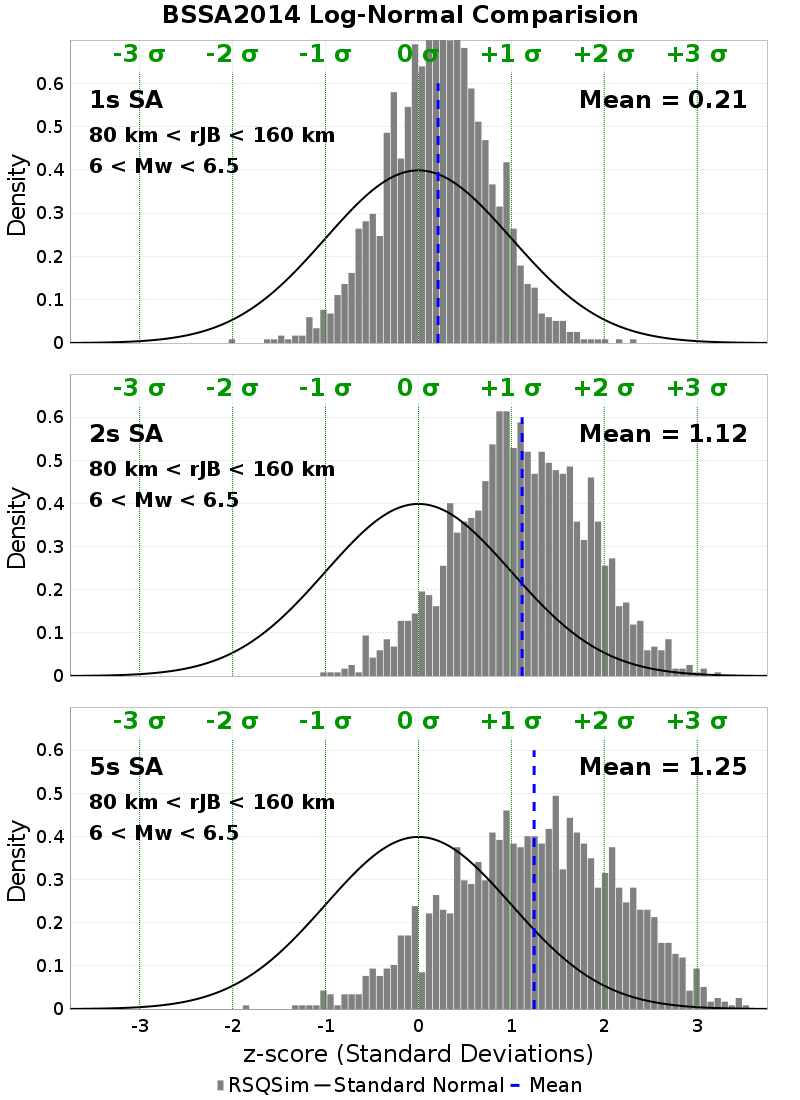 BSSA2014 Log-Normal Comparision
-3 σ -2 σ -1 σ 0 σ +1 σ +2 σ +3 σ
1s SA Mean = 0.21
80 km < rJB < 160 km
6 < Mw < 6.5
Density
0.6
0.5
0.4
0.3
0.2
0.1
0
-3 σ -2 σ -1 σ 0 σ +1 σ +2 σ +3 σ
2s SA Mean = 1.12
80 km < rJB < 160 km
6 < Mw < 6.5
Density
0.6
0.5
0.4
0.3
0.2
0.1
0
-3 σ -2 σ -1 σ 0 σ +1 σ +2 σ +3 σ
5s SA Mean = 1.25
80 km < rJB < 160 km
6 < Mw < 6.5
Density
0.6
0.5
0.4
0.3
0.2
0.1
0
-3 -2 -1 0 1 2 3
z-score (Standard Deviations)
RSQSim Standard Normal Mean